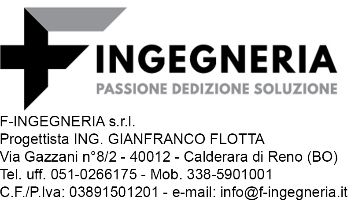 INGEGNERIA
PASSIONE DEDIZIONE SOLUZIONE
F-INGEGNERIA s.r.l.
Progettista ING. GIANFRANCO FLOTTA
Via Gazzani n°8/2 - 40012 - Calderara di Reno (BO)
Tel. uff. 051-0266175 - Mob. 338-5901001
C.F./P.Iva: 03891501201 - e-mail: info@f-ingegneria.it